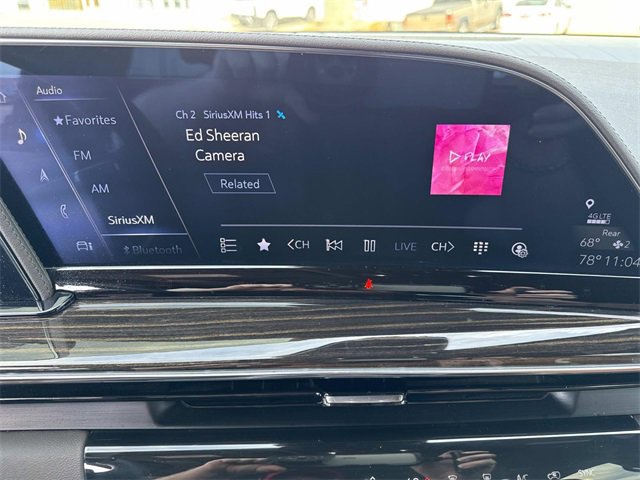 Audio
Favorites
FM
AM
SiriusXM
Bluetooth
Ch 2 SiriusXM Hits 1
Ed Sheeran
Camera
Related
PLAY
<CH
LIVE
CH>
4G LTE
Rear
68° 2
78° 11:04
SYNC